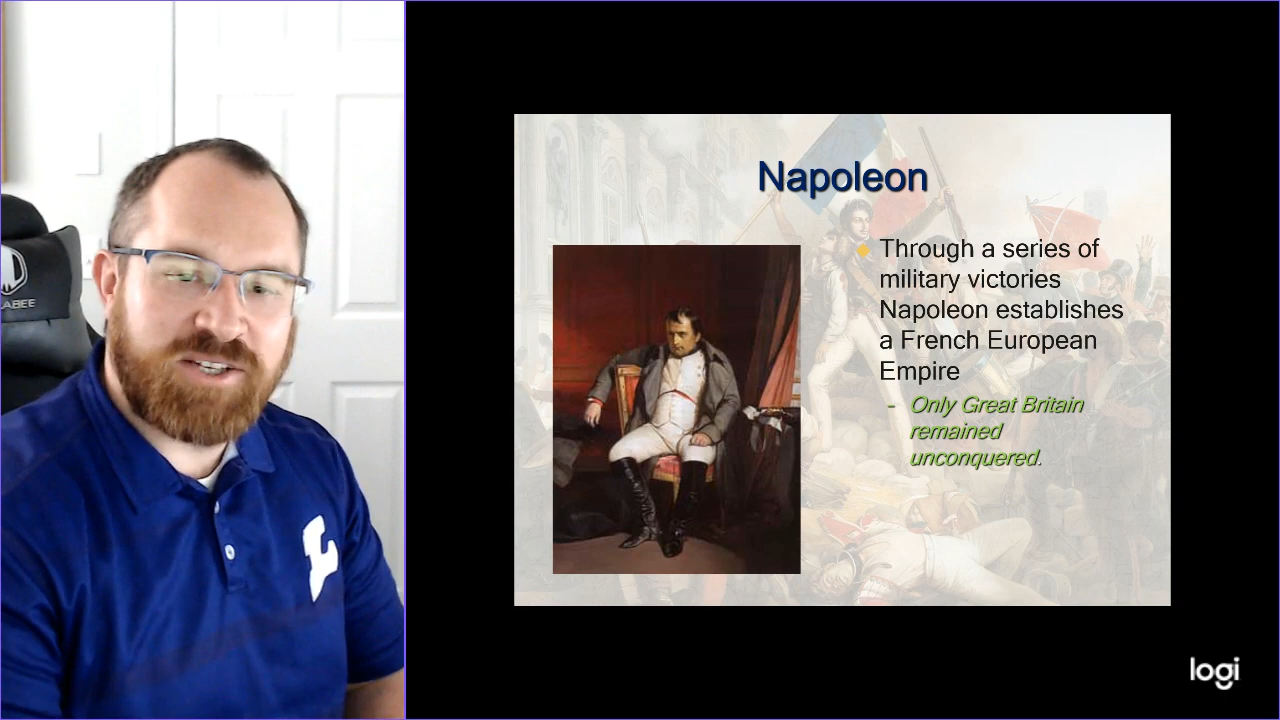 Napoleon
Through a series of
military victories
Napoleon establishes
a French European
Empire
- Only Great Britain
remained
unconquered.
L
logi